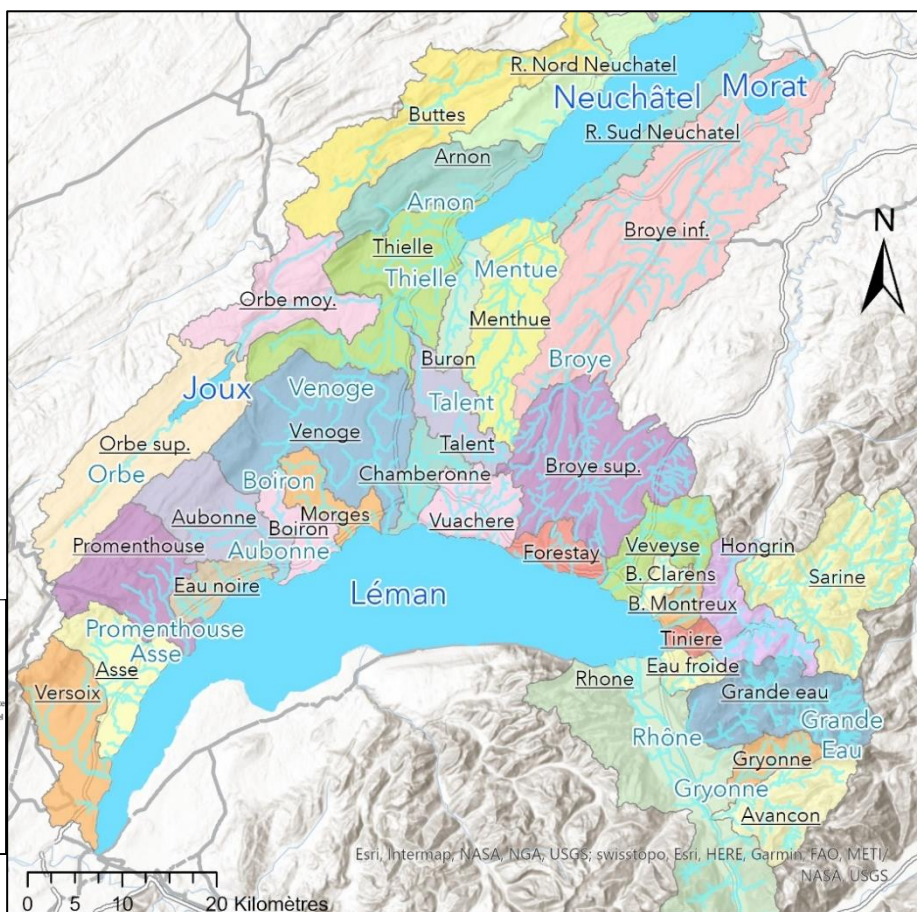 R. Nord Neuchatel
Neuchâtel
Morat
Buttes
R. Sud Neuchatel
Arnon
Arnon
N
Thielle
Broye inf.
Thielle
Mentue
Orbe moy.
Menthue
Buron
Broye
Joux
Venoge
Talent
Venoge
Orbe sup.
Talent
Orbe
Boiron
Chamberonne
Broye sup.
Aubonne
Boiron
Morges
Vuachere
Promenthouse
Aubonne
Forestay
Veveyse
Hongrin
Eau noire
B. Clarens
Sarine
Léman
B. Montreux
Promenthouse
Tiniere
Asse
Asse
Eau froide
Versoix
Rhone
Grande eau
Rhône
Grande
Eau
Gryonne
Gryonne
Avancon
Esri, Intermap, NASA, NGA, USGS; swisstopo, Esri, HERE, Garmin, FAO, METI/
NASA, USGS
0 5 10 20 Kilomètres